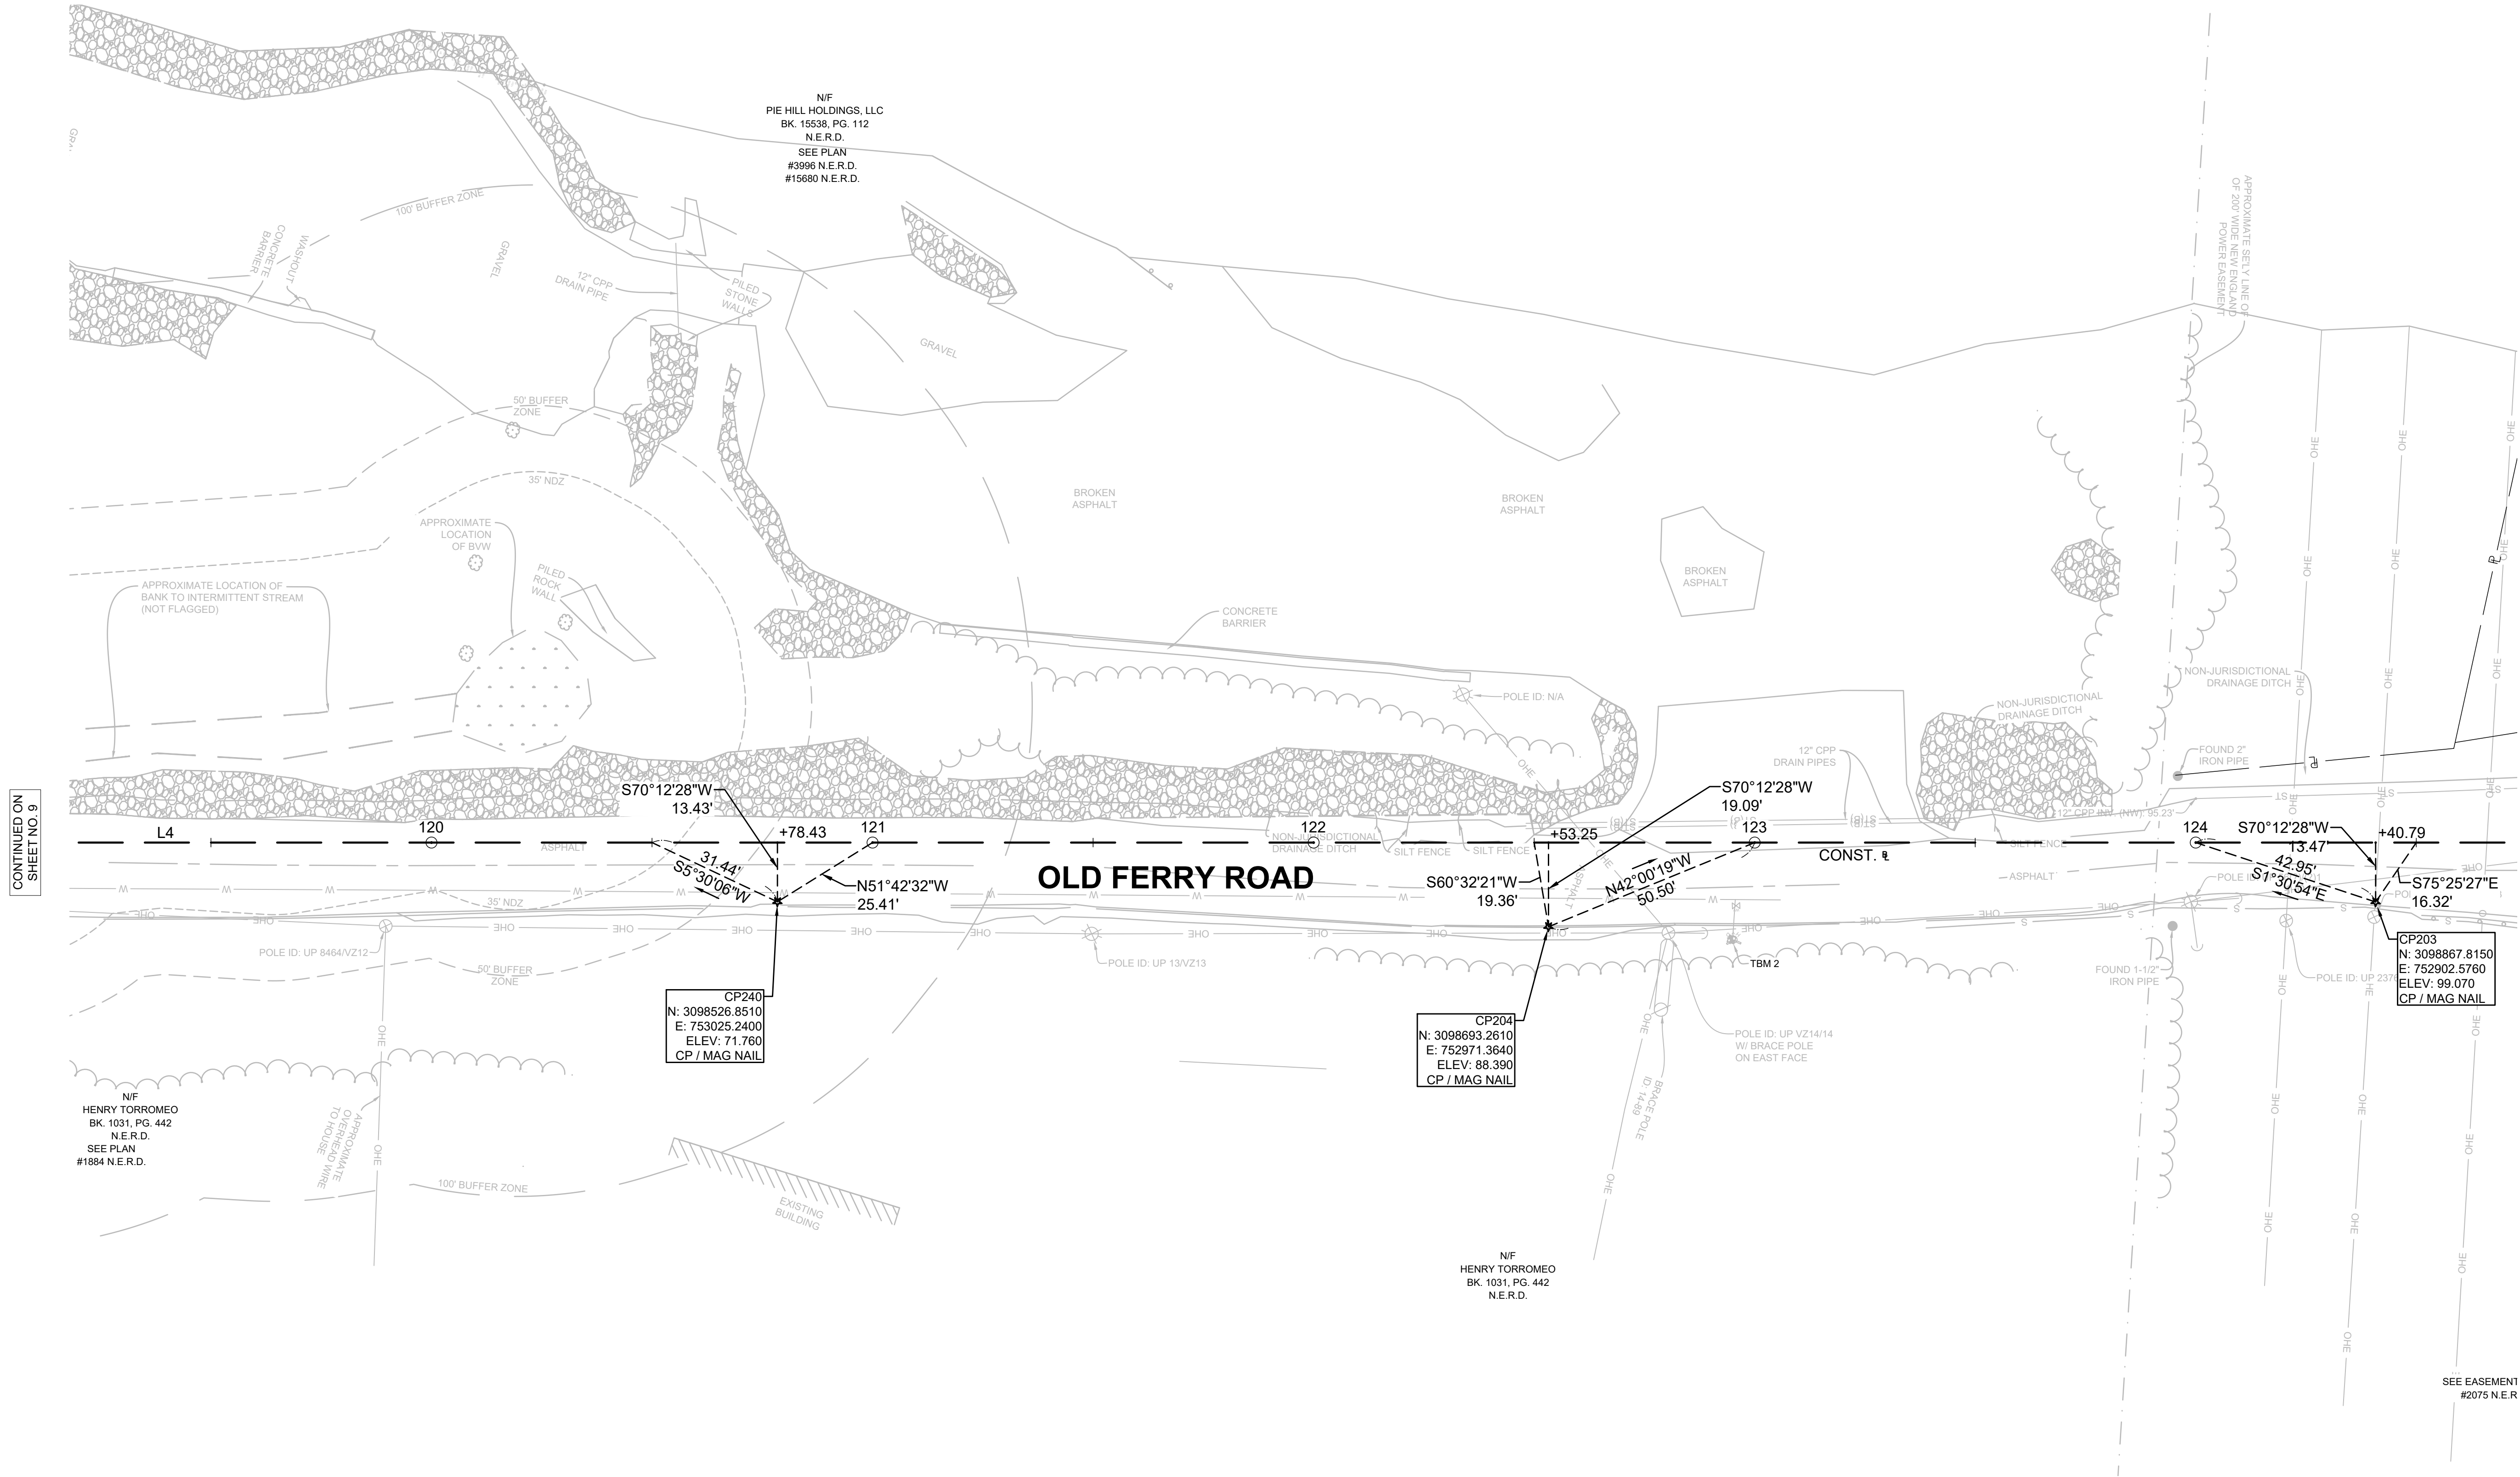 N/F
PIE HILL HOLDINGS, LLC
BK. 15538, PG. 112
N.E.R.D.
SEE PLAN
#3996 N.E.R.D.
#15680 N.E.R.D.
100' BUFFER ZONE
GRAVEL
WASHOUT
CONCRETE
BARRIER
12" CPP
DRAIN PIPE
PILED
STONE
WALLS
GRAVEL
APPROXIMATE SE'LY LINE OF
OF 200' WIDE NEW ENGLAND
POWER EASEMENT
50' BUFFER
ZONE
35' NDZ
APPROXIMATE
LOCATION
OF BVW
APPROXIMATE LOCATION OF
BANK TO INTERMITTENT STREAM
(NOT FLAGGED)
PILED
ROCK
WALL
BROKEN
ASPHALT
BROKEN
ASPHALT
BROKEN
ASPHALT
CONCRETE
BARRIER
POLE ID: N/A
12" CPP
DRAIN PIPES
NON-JURISDICTIONAL
DRAINAGE DITCH
NON-JURISDICTIONAL
DRAINAGE DITCH
FOUND 2"
IRON PIPE
12" CPP INV. (NW): 95.23'
CONTINUED ON
SHEET NO. 9
L4
120
S70°12'28"W
13.43'
+78.43
121
122
+53.25
S70°12'28"W
19.09'
123
CONST. ℄
124
S70°12'28"W
13.47'
+40.79
ASPHALT
31.44'
S5°30'06"W
N51°42'32"W
25.41'
NON-JURISDICTIONAL
DRAINAGE DITCH
SILT FENCE
SILT FENCE
OLD FERRY ROAD
S60°32'21"W
19.36'
ASPHALT
N42°00'19"W
50.50'
SILT FENCE
ASPHALT
42.95'
S1°30'54"E
S75°25'27"E
16.32'
35' NDZ
POLE ID: UP 8464/VZ12
50' BUFFER
ZONE
POLE ID: UP 13/VZ13
TBM 2
FOUND 1-1/2"
IRON PIPE
CP240
N: 3098526.8510
E: 753025.2400
ELEV: 71.760
CP / MAG NAIL
CP204
N: 3098693.2610
E: 752971.3640
ELEV: 88.390
CP / MAG NAIL
CP203
N: 3098867.8150
E: 752902.5760
ELEV: 99.070
CP / MAG NAIL
POLE ID: UP VZ14/14
W/ BRACE POLE
ON EAST FACE
BRACE POLE
ID: 14-89
N/F
HENRY TORROMEO
BK. 1031, PG. 442
N.E.R.D.
SEE PLAN
#1884 N.E.R.D.
APPROXIMATE
OVERHEAD WIRE
TO HOUSE
100' BUFFER ZONE
EXISTING
BUILDING
N/F
HENRY TORROMEO
BK. 1031, PG. 442
N.E.R.D.
SEE EASEMENT
#2075 N.E.R